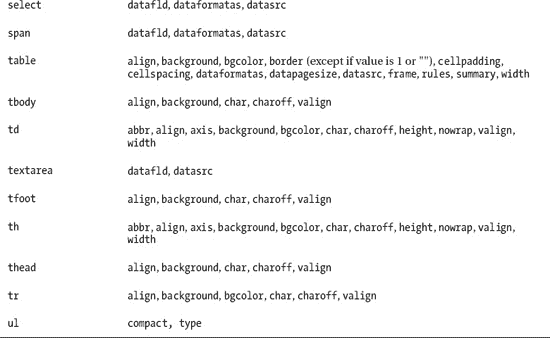 select datafld, dataformatas, datasrc
span datafld, dataformatas, datasrc
table align, background, bgcolor, border (except if value is 1 or ""), cellpadding,
cellspacing, dataformatas, datapagesize, datasrc, frame, rules, summary, width
tbody align, background, char, charoff, valign
td abbr, align, axis, background, bgcolor, char, charoff, height, nowrap, valign,
width
textarea datafld, datasrc
tfoot align, background, char, charoff, valign
th abbr, align, axis, background, bgcolor, char, charoff, height, nowrap, valign,
width
thead align, background, char, charoff, valign
tr align, background, bgcolor, char, charoff, valign
ul compact, type